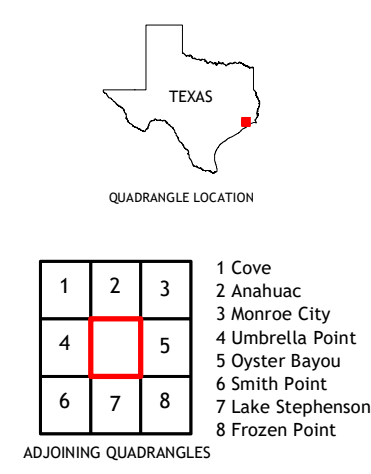 TEXAS
QUADRANGLE LOCATION
1 2 3
4 5
6 7 8
1 Cove
2 Anahuac
3 Monroe City
4 Umbrella Point
5 Oyster Bayou
6 Smith Point
7 Lake Stephenson
8 Frozen Point
ADJOINING QUADRANGLES